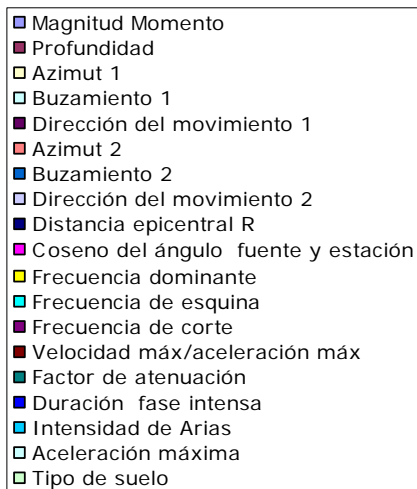 Magnitud Momento
Profundidad
Azimut 1
Buzamiento 1
Dirección del movimiento 1
Azimut 2
Buzamiento 2
Dirección del movimiento 2
Distancia epicentral R
Coseno del ángulo fuente y estación
Frecuencia dominante
Frecuencia de esquina
Frecuencia de corte
Velocidad máx/aceleración máx
Factor de atenuación
Duración fase intensa
Intensidad de Arias
Aceleración máxima
Tipo de suelo